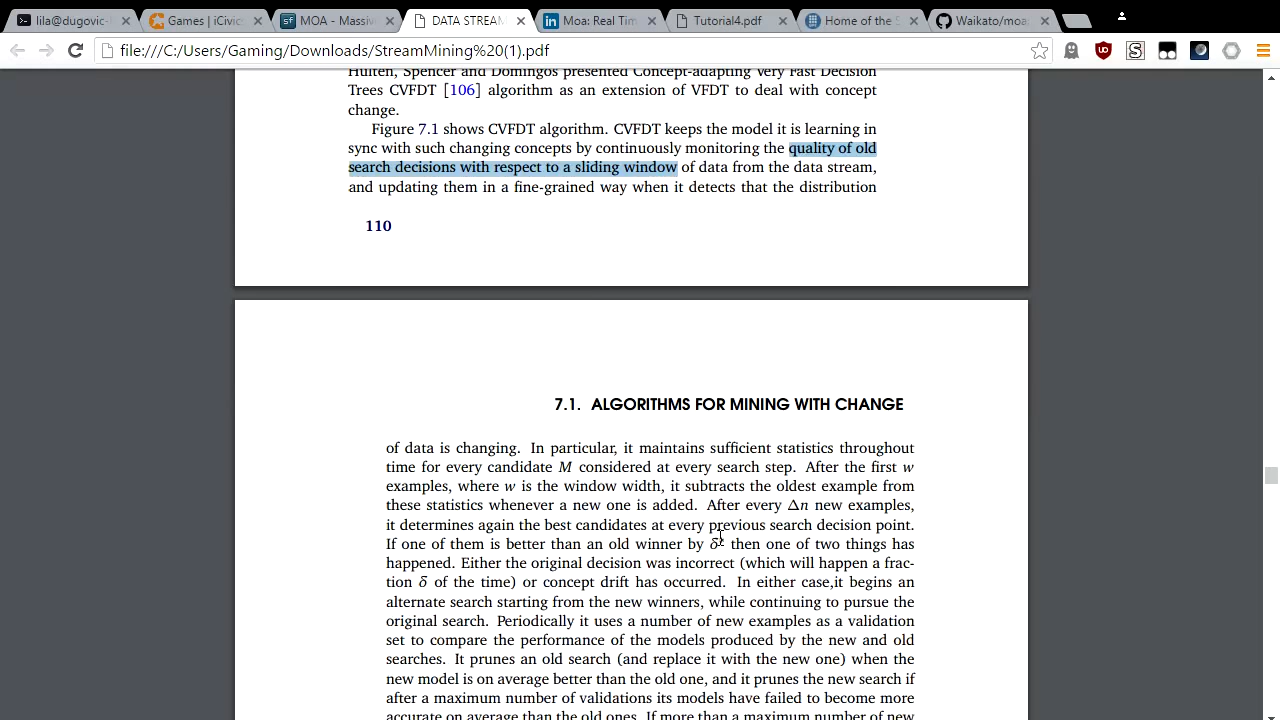 lila@dugovic-
Games | iCivic
MOA - Massiv
DATA STREAM
Moa: Real Tim
Tutorial4.pdf
Home of the S
Waikato/moa
file:///C:/Users/Gaming/Downloads/StreamMining%20(1).pdf
Hulten, Spencer and Domingos presented Concept-adapting Very Fast Decision
Trees CVFDT [106] algorithm as an extension of VFDT to deal with concept
change.
Figure 7.1 shows CVFDT algorithm. CVFDT keeps the model it is learning in
sync with such changing concepts by continuously monitoring the quality of old
search decisions with respect to a sliding window of data from the data stream,
and updating them in a fine-grained way when it detects that the distribution
110
7.1. ALGORITHMS FOR MINING WITH CHANGE
of data is changing. In particular, it maintains sufficient statistics throughout
time for every candidate M considered at every search step. After the first w
examples, where w is the window width, it subtracts the oldest example from
these statistics whenever a new one is added. After every Δn new examples,
it determines again the best candidates at every previous search decision point.
If one of them is better than an old winner by δ* then one of two things has
happened. Either the original decision was incorrect (which will happen a frac-
tion δ of the time) or concept drift has occurred. In either case,it begins an
alternate search starting from the new winners, while continuing to pursue the
original search. Periodically it uses a number of new examples as a validation
set to compare the performance of the models produced by the new and old
searches. It prunes an old search (and replace it with the new one) when the
new model is on average better than the old one, and it prunes the new search if
after a maximum number of validations its models have failed to become more
accurate on average than the old ones. If more than a maximum number of new